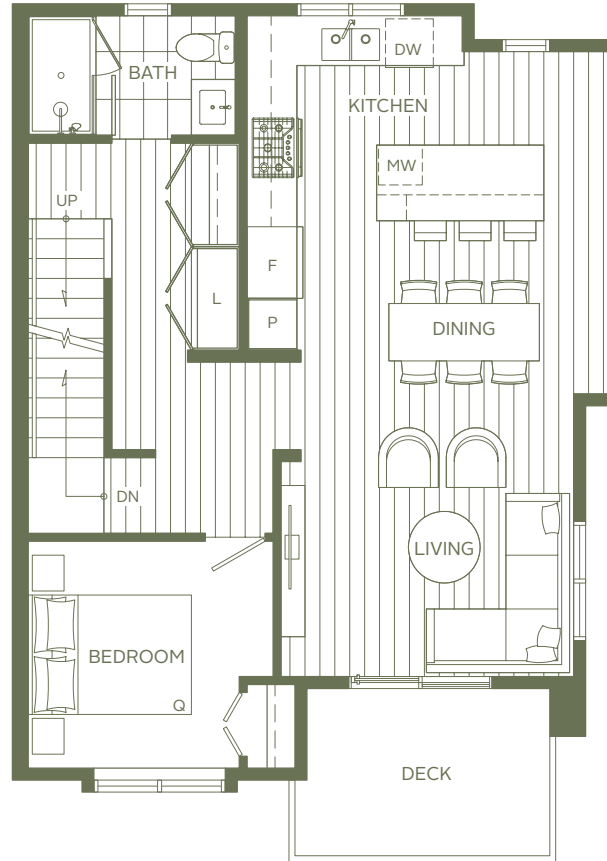 DW
BATH
KITCHEN
MW
UP
F
L
P
DINING
DN
LIVING
BEDROOM
Q
DECK